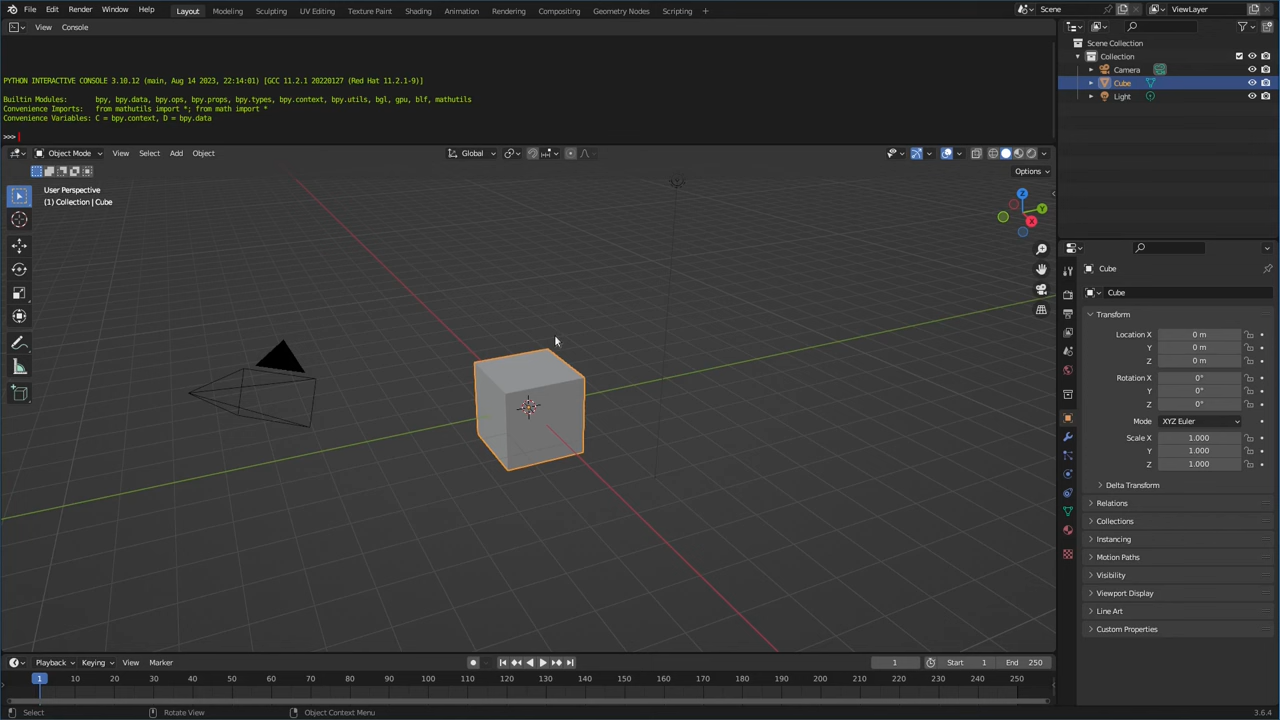 File Edit Render Window Help Layout Modeling Sculpting UV Editing Texture Paint Shading Animation Rendering Compositing Geometry Nodes Scripting + Scene ViewLayer
View Console
PYTHON INTERACTIVE CONSOLE 3.10.12 (main, Aug 14 2023, 22:14:01) [GCC 11.2.1 20220127 (Red Hat 11.2.1-9)]
Builtin Modules: bpy, bpy.data, bpy.ops, bpy.props, bpy.types, bpy.context, bpy.utils, bgl, gpu, blf, mathutils
Convenience Imports: from mathutils import *; from math import *
Convenience Variables: C = bpy.context, D = bpy.data
>>>
Object Mode View Select Add Object Global
Options
User Perspective
(1) Collection | Cube
Z
Y
X
Scene Collection
Collection
Camera
Cube
Light
Cube
Cube
Transform
Location X 0 m
Y 0 m
Z 0 m
Rotation X 0°
Y 0°
Z 0°
Mode XYZ Euler
Scale X 1.000
Y 1.000
Z 1.000
Delta Transform
Relations
Collections
Instancing
Motion Paths
Visibility
Viewport Display
Line Art
Custom Properties
Playback Keying View Marker 1 Start 1 End 250
1 10 20 30 40 50 60 70 80 90 100 110 120 130 140 150 160 170 180 190 200 210 220 230 240 250
Select Rotate View Object Context Menu 3.6.4